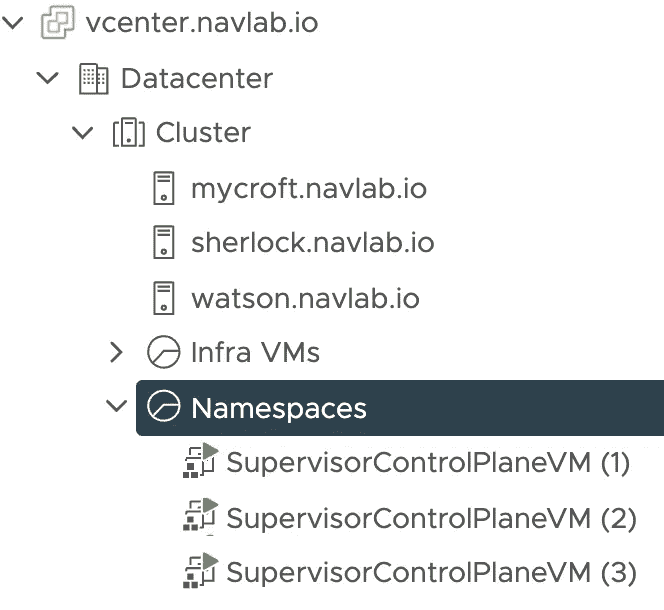 vcenter.navlab.io
Datacenter
Cluster
mycroft.navlab.io
sherlock.navlab.io
watson.navlab.io
Infra VMs
Namespaces
SupervisorControlPlaneVM (1)
SupervisorControlPlaneVM (2)
SupervisorControlPlaneVM (3)